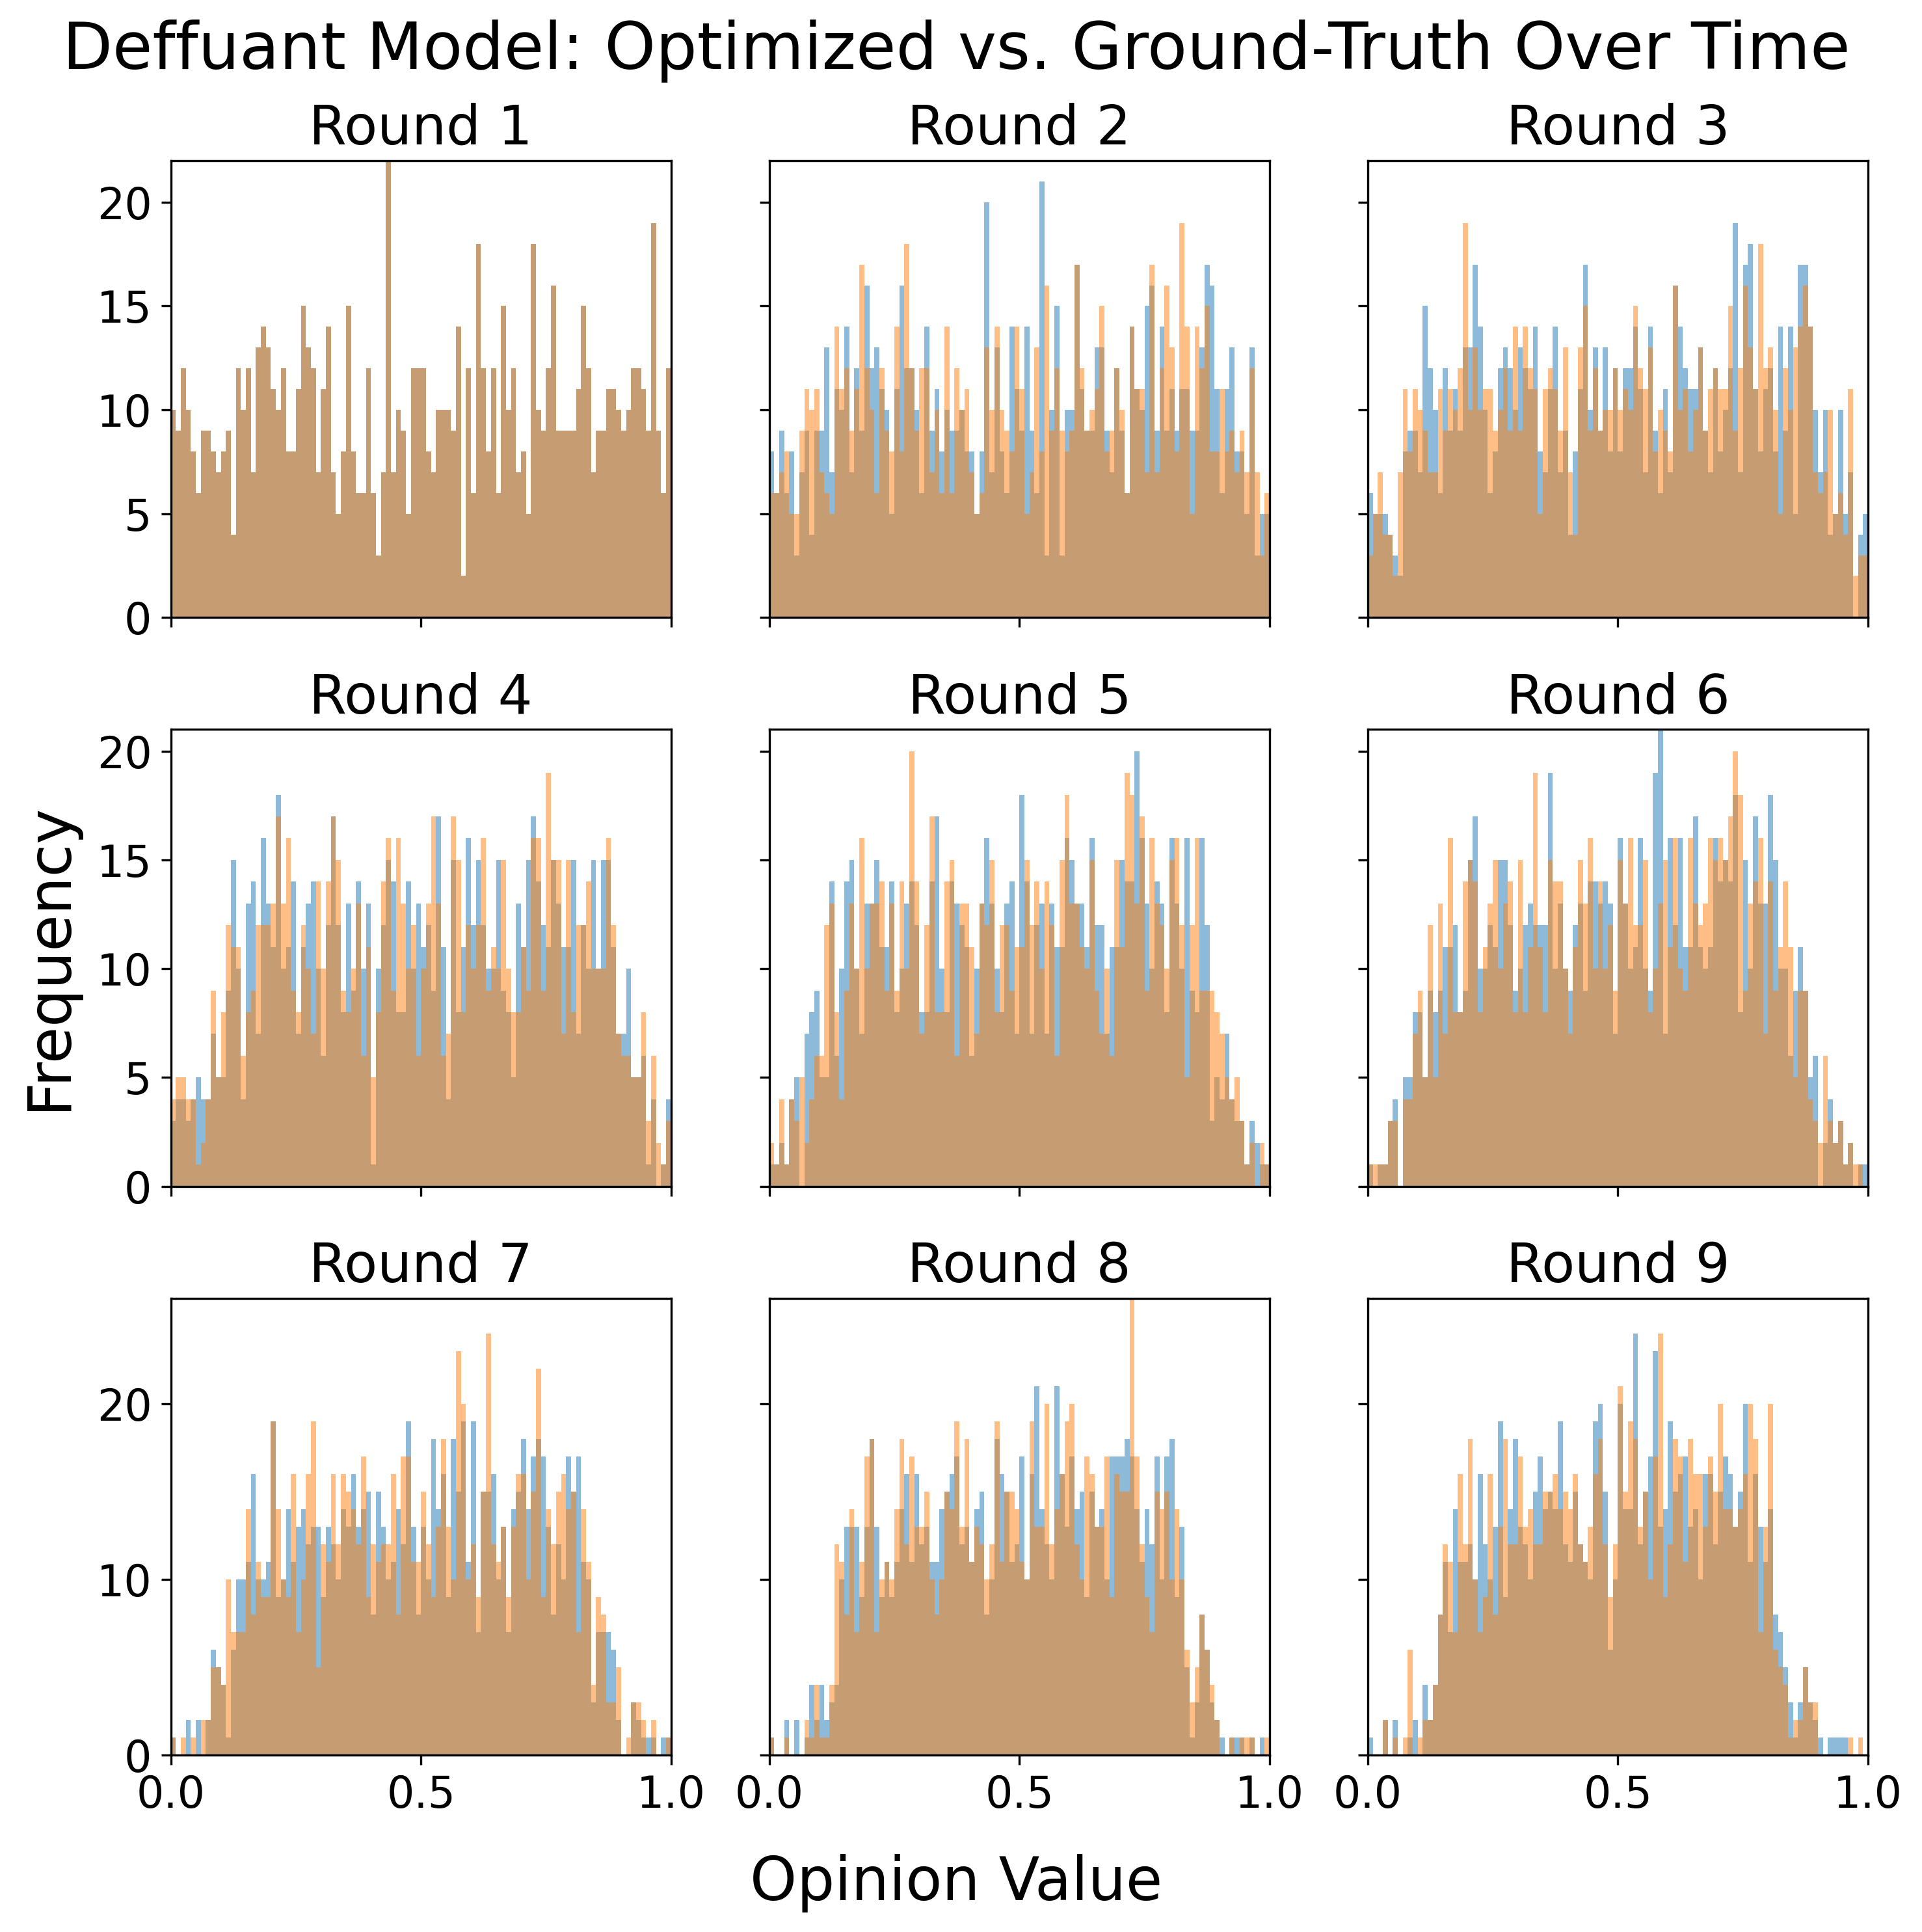 Deffuant Model: Optimized vs. Ground-Truth Over Time
Round 1
Round 2
Round 3
20
15
10
5
0
Round 4
Round 5
Round 6
20
15
10
5
0
Frequency
Round 7
Round 8
Round 9
20
10
0
0.0 0.5 1.0
0.0 0.5 1.0
0.0 0.5 1.0
Opinion Value